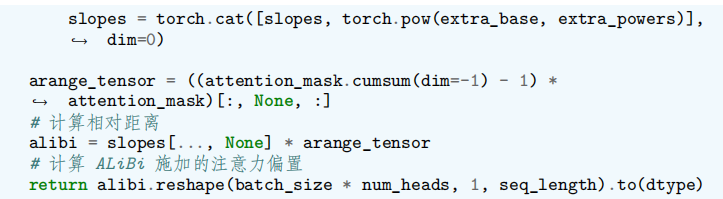 slopes = torch.cat([slopes, torch.pow(extra_base, extra_powers)],
↪ dim=0)
arange_tensor = ((attention_mask.cumsum(dim=-1) - 1) *
↪ attention_mask)[:, None, :]
# 计算相对距离
alibi = slopes[..., None] * arange_tensor
# 计算 ALiBi 施加的注意力偏置
return alibi.reshape(batch_size * num_heads, 1, seq_length).to(dtype)